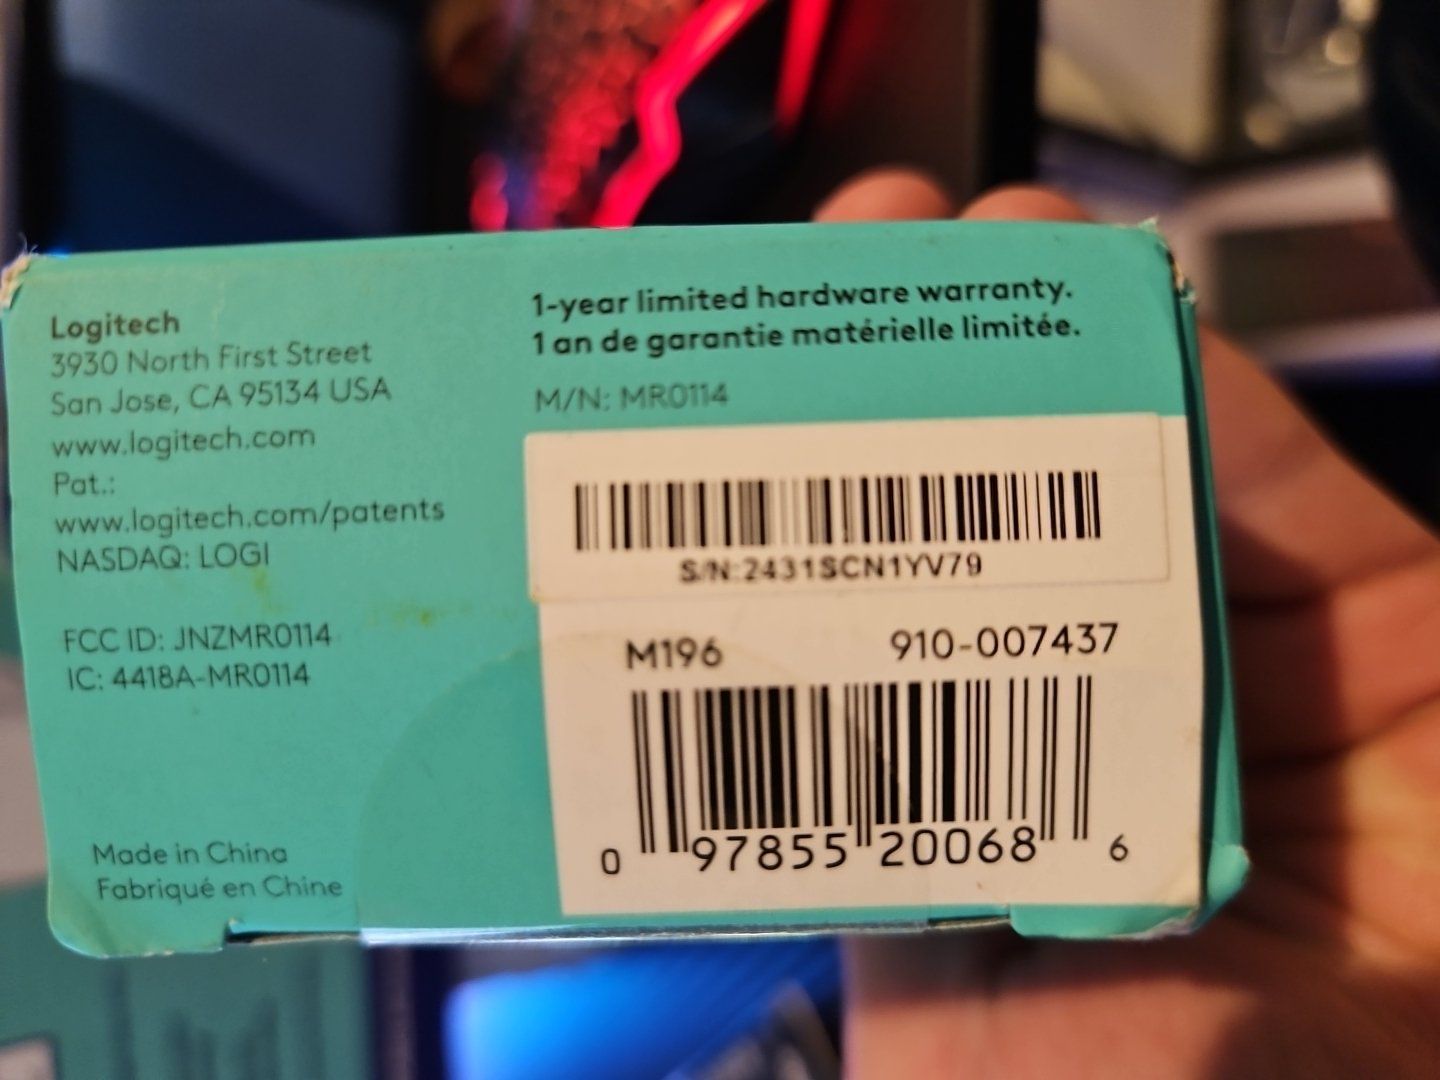 Logitech
3930 North First Street
San Jose, CA 95134 USA
www.logitech.com
Pat.:
www.logitech.com/patents
NASDAQ: LOGI
FCC ID: JNZMR0114
IC: 4418A-MR0114
Made in China
Fabriqué en Chine
1-year limited hardware warranty.
1 an de garantie matérielle limitée.
M/N: MR0114
S/N:2431SCN1YV79
M196 910-007437
0 97855 20068 6